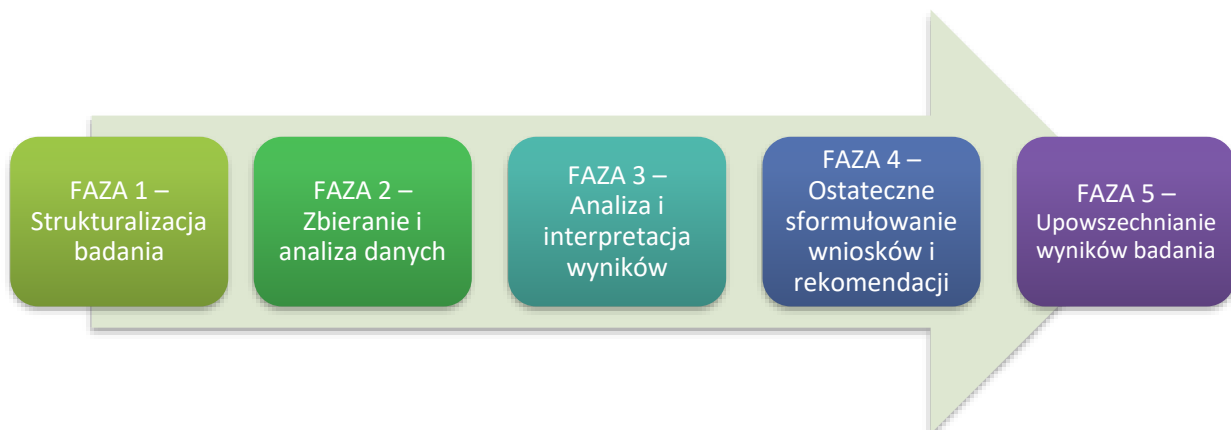 FAZA 1 –
Strukturalizacja
badania
FAZA 2 –
Zbieranie i
analiza danych
FAZA 3 –
Analiza i
interpretacja
wyników
FAZA 4 –
Ostateczne
sformułowanie
wniosków i
rekomendacji
FAZA 5 –
Upowszechnianie
wyników badania